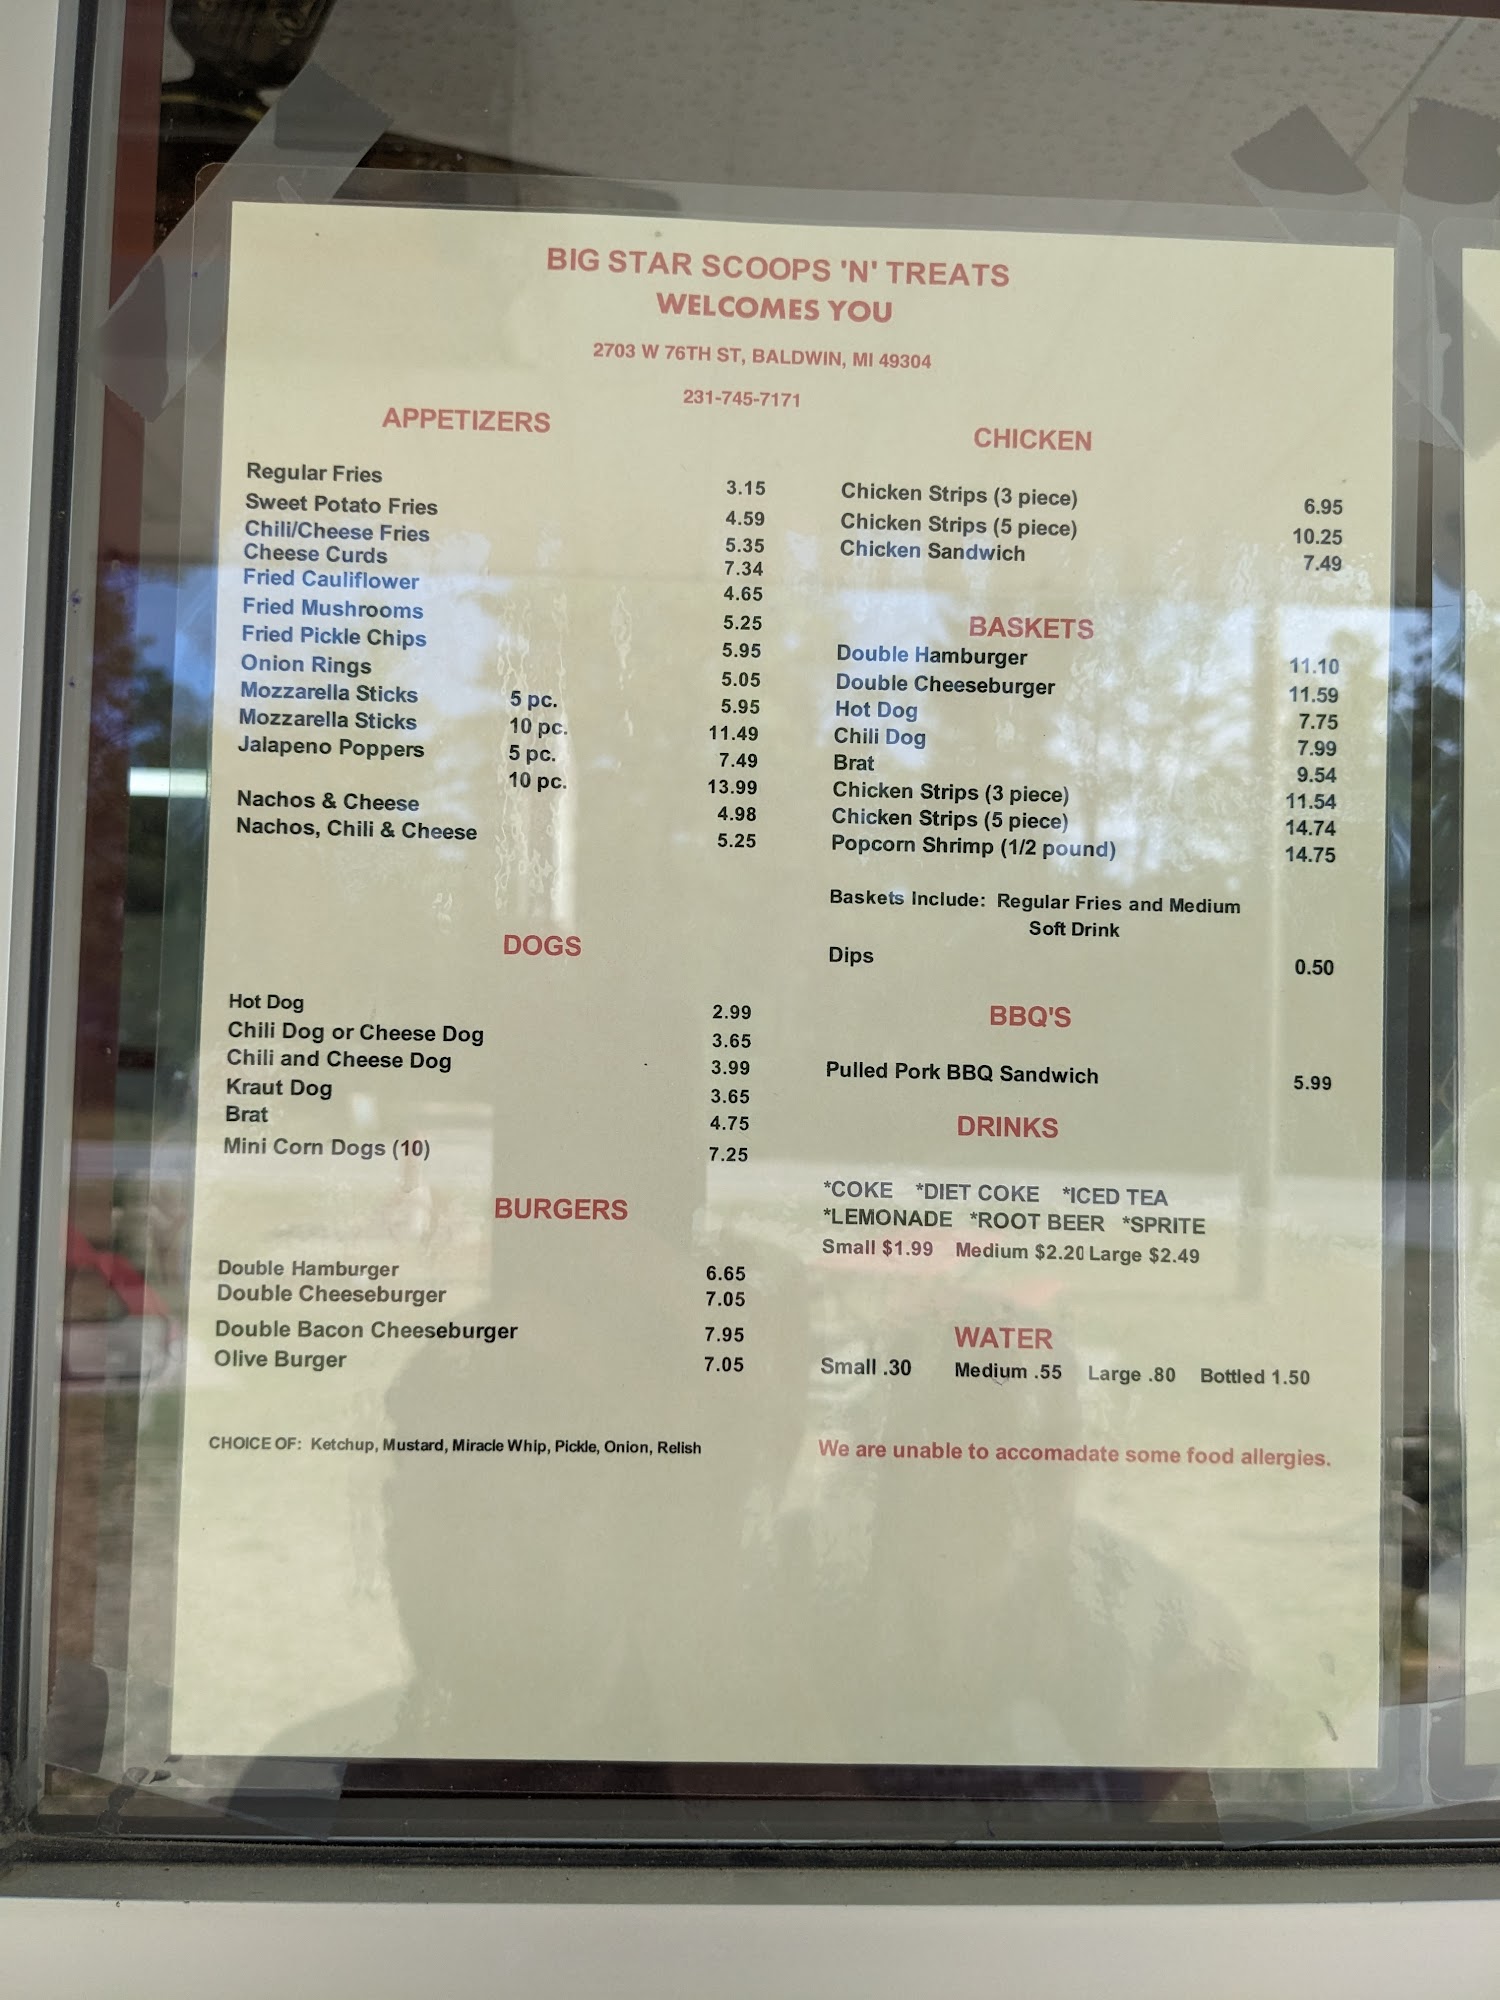 BIG STAR SCOOPS 'N' TREATS
WELCOMES YOU
2703 W 76TH ST, BALDWIN, MI 49304
231-745-7171
APPETIZERS
Regular Fries 3.15
Sweet Potato Fries 4.59
Chili/Cheese Fries 5.35
Cheese Curds 7.34
Fried Cauliflower 4.65
Fried Mushrooms 5.25
Fried Pickle Chips 5.95
Onion Rings 5.05
Mozzarella Sticks 5 pc. 5.95
Mozzarella Sticks 10 pc. 11.49
Jalapeno Poppers 5 pc. 7.49
10 pc. 13.99
Nachos & Cheese 4.98
Nachos, Chili & Cheese 5.25
DOGS
Hot Dog 2.99
Chili Dog or Cheese Dog 3.65
Chili and Cheese Dog 3.99
Kraut Dog 3.65
Brat 4.75
Mini Corn Dogs (10) 7.25
BURGERS
Double Hamburger 6.65
Double Cheeseburger 7.05
Double Bacon Cheeseburger 7.95
Olive Burger 7.05
CHOICE OF: Ketchup, Mustard, Miracle Whip, Pickle, Onion, Relish
CHICKEN
Chicken Strips (3 piece) 6.95
Chicken Strips (5 piece) 10.25
Chicken Sandwich 7.49
BASKETS
Double Hamburger 11.10
Double Cheeseburger 11.59
Hot Dog 7.75
Chili Dog 7.99
Brat 9.54
Chicken Strips (3 piece) 11.54
Chicken Strips (5 piece) 14.74
Popcorn Shrimp (1/2 pound) 14.75
Baskets Include: Regular Fries and Medium
Soft Drink
Dips 0.50
BBQ'S
Pulled Pork BBQ Sandwich 5.99
DRINKS
*COKE *DIET COKE *ICED TEA
*LEMONADE *ROOT BEER *SPRITE
Small $1.99 Medium $2.20 Large $2.49
WATER
Small .30 Medium .55 Large .80 Bottled 1.50
We are unable to accomadate some food allergies.